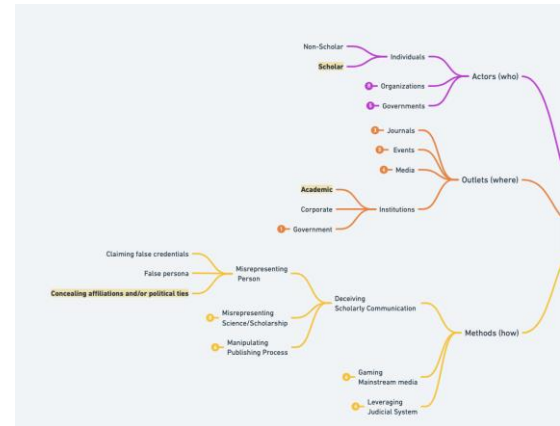 Non-Scholar
Scholar
Individuals
Organizations
Governments
Actors (who)
Journals
Events
Media
Academic
Corporate
Government
Institutions
Outlets (where)
Claiming false credentials
False persona
Concealing affiliations and/or political ties
Misrepresenting
Person
Misrepresenting
Science/Scholarship
Manipulating
Publishing Process
Deceiving
Scholarly Communication
Gaming
Mainstream media
Leveraging
Judicial System
Methods (how)